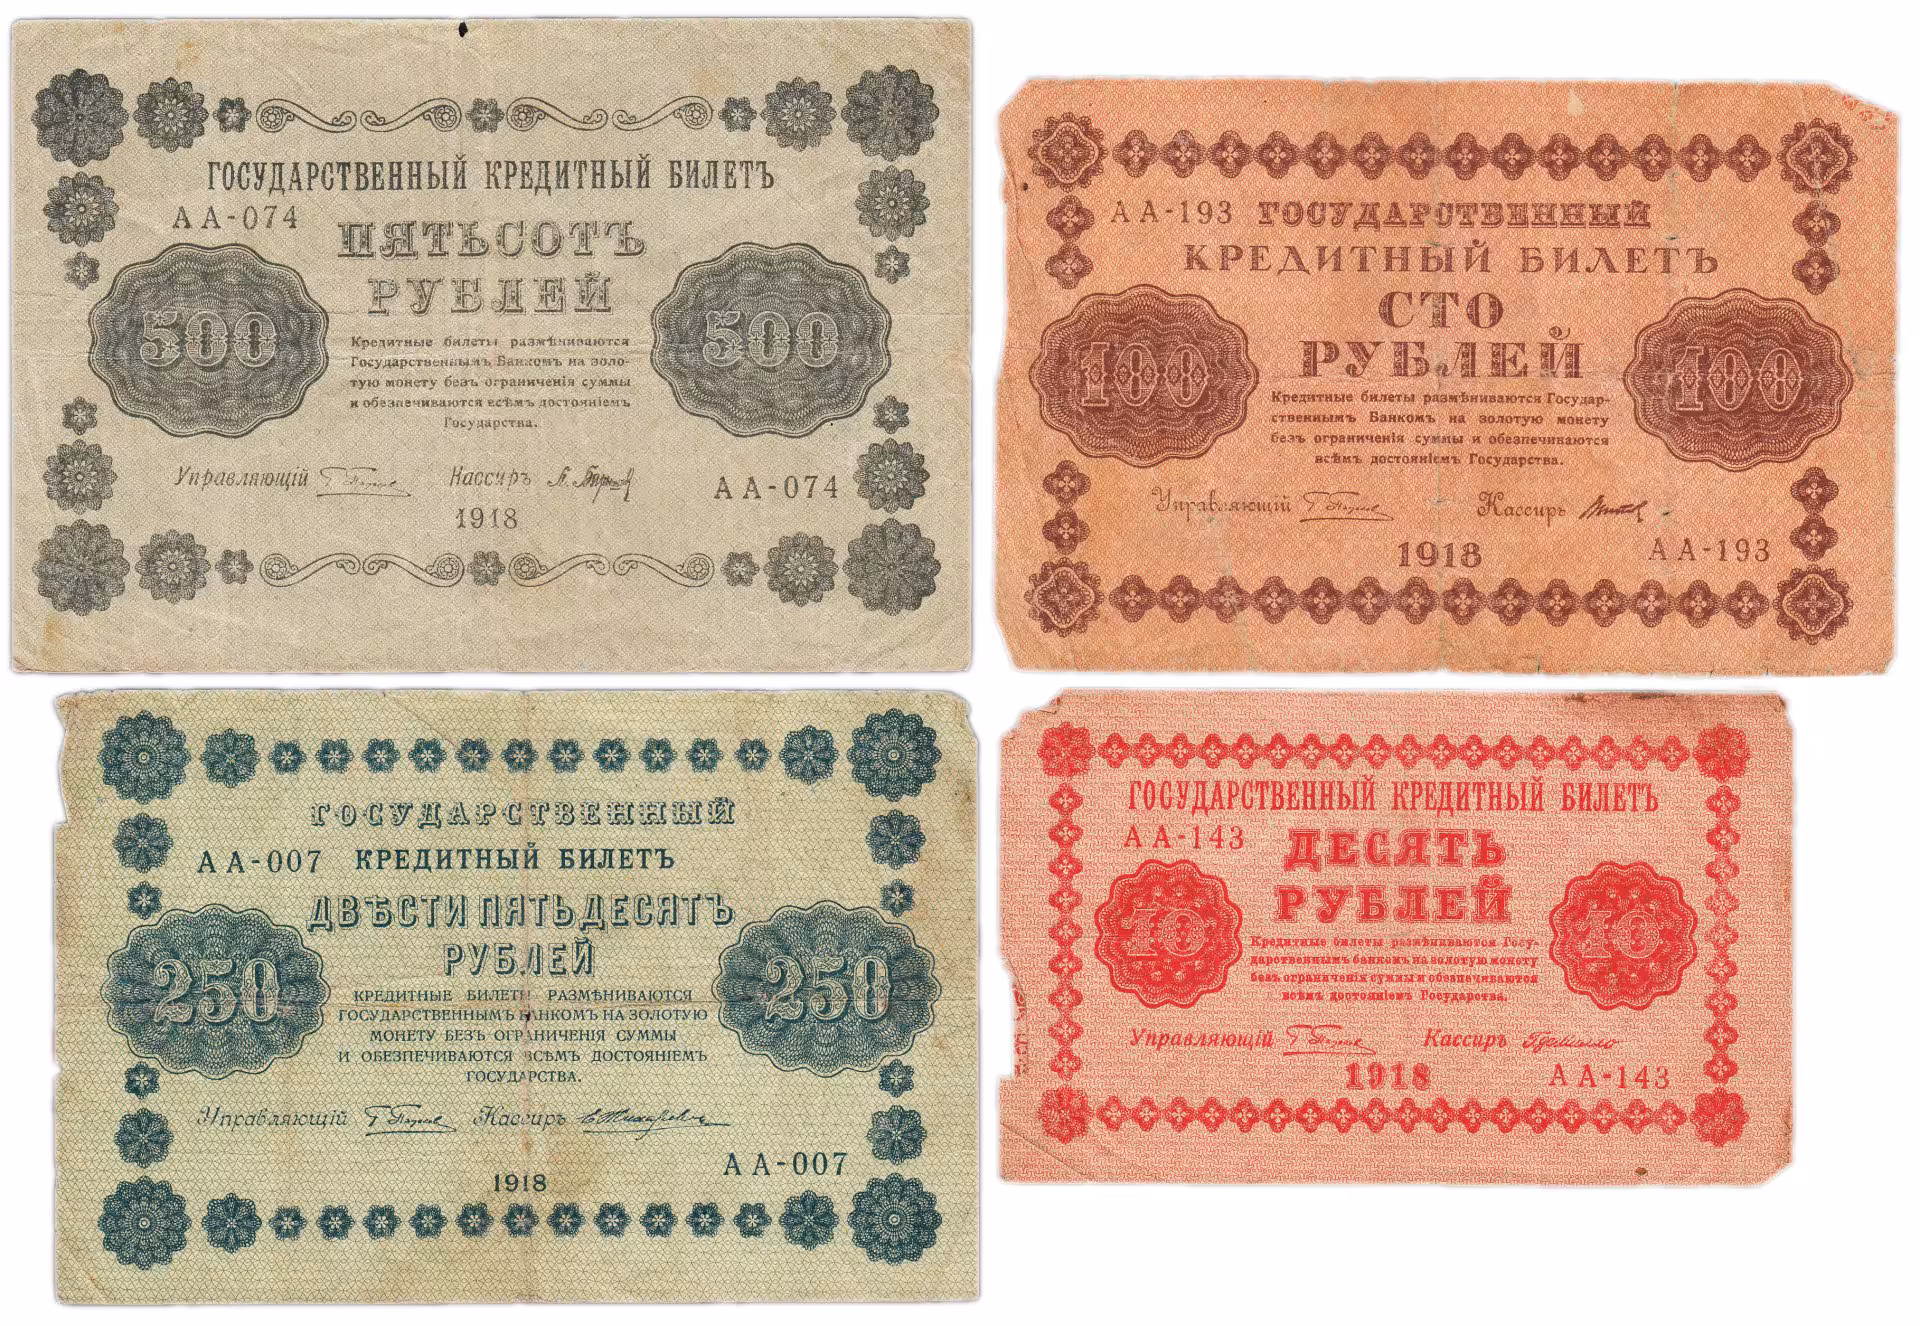 ГОСУДАРСТВЕННЫЙ КРЕДИТНЫЙ БИЛЕТЪ
АА-074
ПЯТЬСОТЪ
РУБЛЕЙ
500 500
Кредитные билеты размѣниваются
Государственнымъ Банкомъ на золо-
тую монету безъ ограниченія суммы
и обезпечиваются всѣмъ достояніемъ
Государства.
Управляющій Кассиръ
АА-074
1918
АА-193 ГОСУДАРСТВЕННЫЙ
КРЕДИТНЫЙ БИЛЕТЪ
СТО
РУБЛЕЙ
100 100
Кредитные билеты размѣниваются Государ-
ственнымъ Банкомъ на золотую монету
безъ ограниченія суммы и обезпечиваются
всѣмъ достояніемъ Государства.
Управляющій Кассиръ
1918 АА-193
ГОСУДАРСТВЕННЫЙ
АА-007 КРЕДИТНЫЙ БИЛЕТЪ
ДВѢСТИ ПЯТЬДЕСЯТЪ
РУБЛЕЙ
250 250
КРЕДИТНЫЕ БИЛЕТЫ РАЗМѢНИВАЮТСЯ
ГОСУДАРСТВЕННЫМЪ БАНКОМЪ НА ЗОЛОТУЮ
МОНЕТУ БЕЗЪ ОГРАНИЧЕНІЯ СУММЫ
И ОБЕЗПЕЧИВАЮТСЯ ВСѢМЪ ДОСТОЯНІЕМЪ
ГОСУДАРСТВА.
Управляющій Кассиръ
АА-007
1918
ГОСУДАРСТВЕННЫЙ КРЕДИТНЫЙ БИЛЕТЪ
АА-143
ДЕСЯТЬ
РУБЛЕЙ
10 10
Кредитные билеты размѣниваются Госу-
дарственнымъ банкомъ на золотую монету
безъ ограниченія суммы и обезпечиваются
всѣмъ достояніемъ Государства.
Управляющій Кассиръ
1918 АА-143